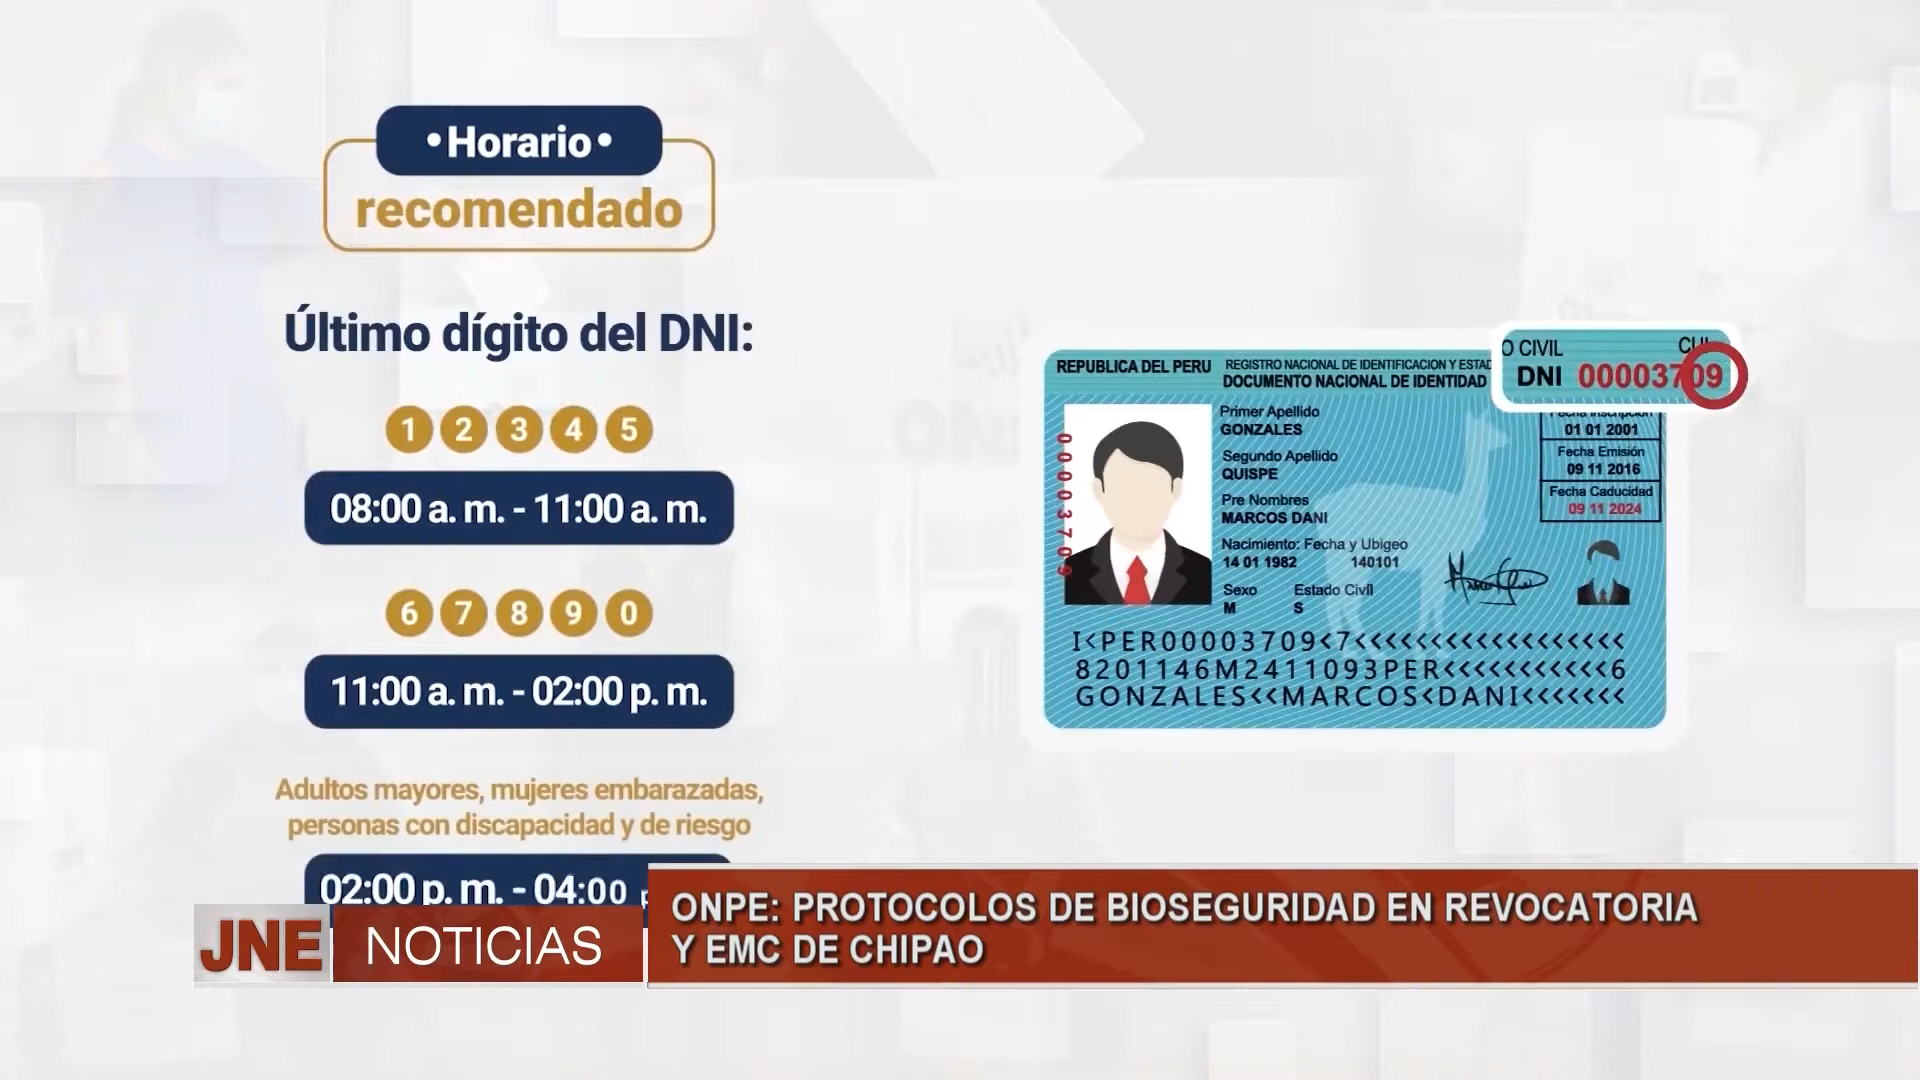 •Horario•
recomendado
Último dígito del DNI:
1 2 3 4 5
08:00 a. m. - 11:00 a. m.
6 7 8 9 0
11:00 a. m. - 02:00 p. m.
Adultos mayores, mujeres embarazadas,
personas con discapacidad y de riesgo
02:00 p. m. - 04:00
REPUBLICA DEL PERU
REGISTRO NACIONAL DE IDENTIFICACION Y ESTAD
DOCUMENTO NACIONAL DE IDENTIDAD
O CIVIL
DNI 00003709
00003709
Primer Apellido
GONZALES
Segundo Apellido
QUISPE
Pre Nombres
MARCOS DANI
Nacimiento: Fecha y Ubigeo
14 01 1982 140101
Sexo Estado Civil
M S
Fecha Inscripción
01 01 2001
Fecha Emisión
09 11 2016
Fecha Caducidad
09 11 2024
I<PER00003709<7<<<<<<<<<<<<<<<<<<<
8201146M2411093PER<<<<<<<<<<<6
GONZALES<<MARCOS<DANI<<<<<<<
JNE NOTICIAS
ONPE: PROTOCOLOS DE BIOSEGURIDAD EN REVOCATORIA
Y EMC DE CHIPAO